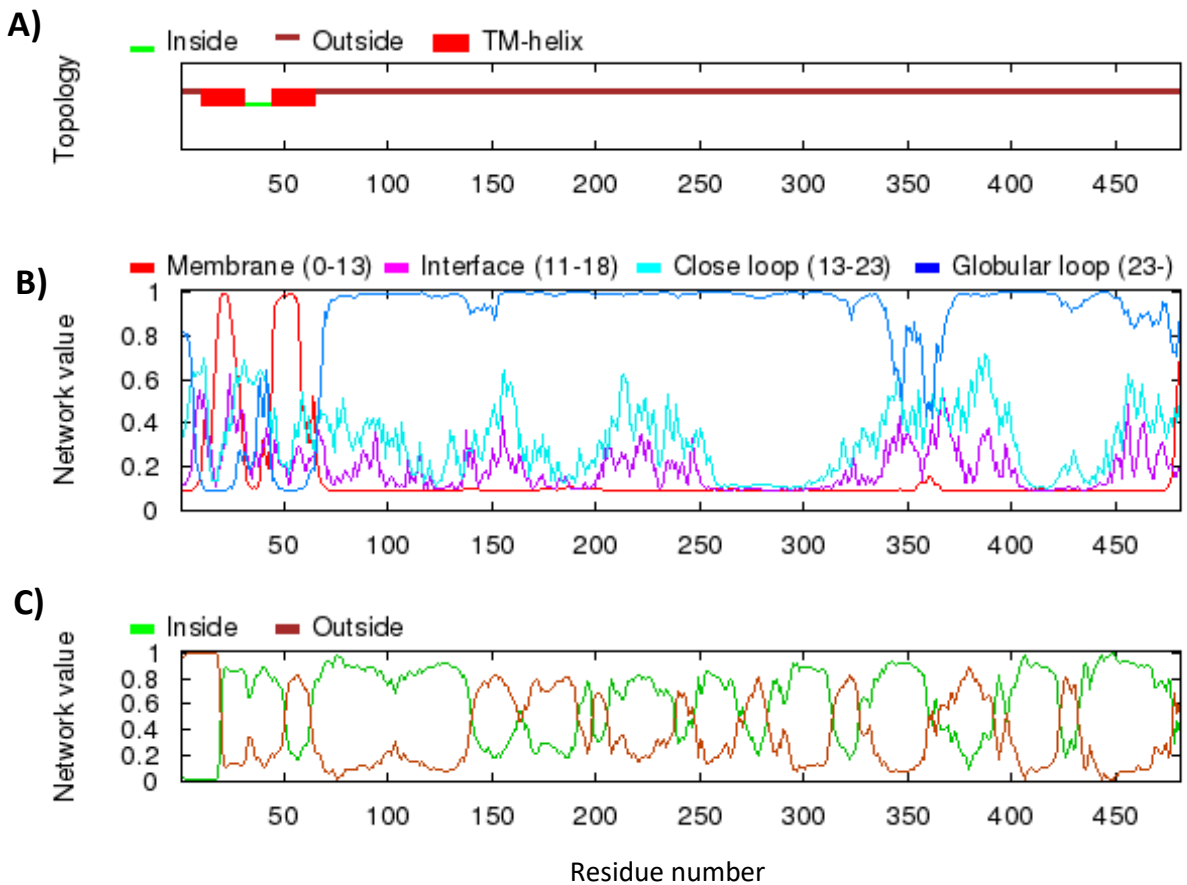 A)
Inside Outside TM-helix
Topology
50 100 150 200 250 300 350 400 450
B)
Membrane (0-13) Interface (11-18) Close loop (13-23) Globular loop (23-)
Network value
1
0.8
0.6
0.4
0.2
0
50 100 150 200 250 300 350 400 450
C)
Inside Outside
Network value
1
0.8
0.6
0.4
0.2
0
50 100 150 200 250 300 350 400 450
Residue number